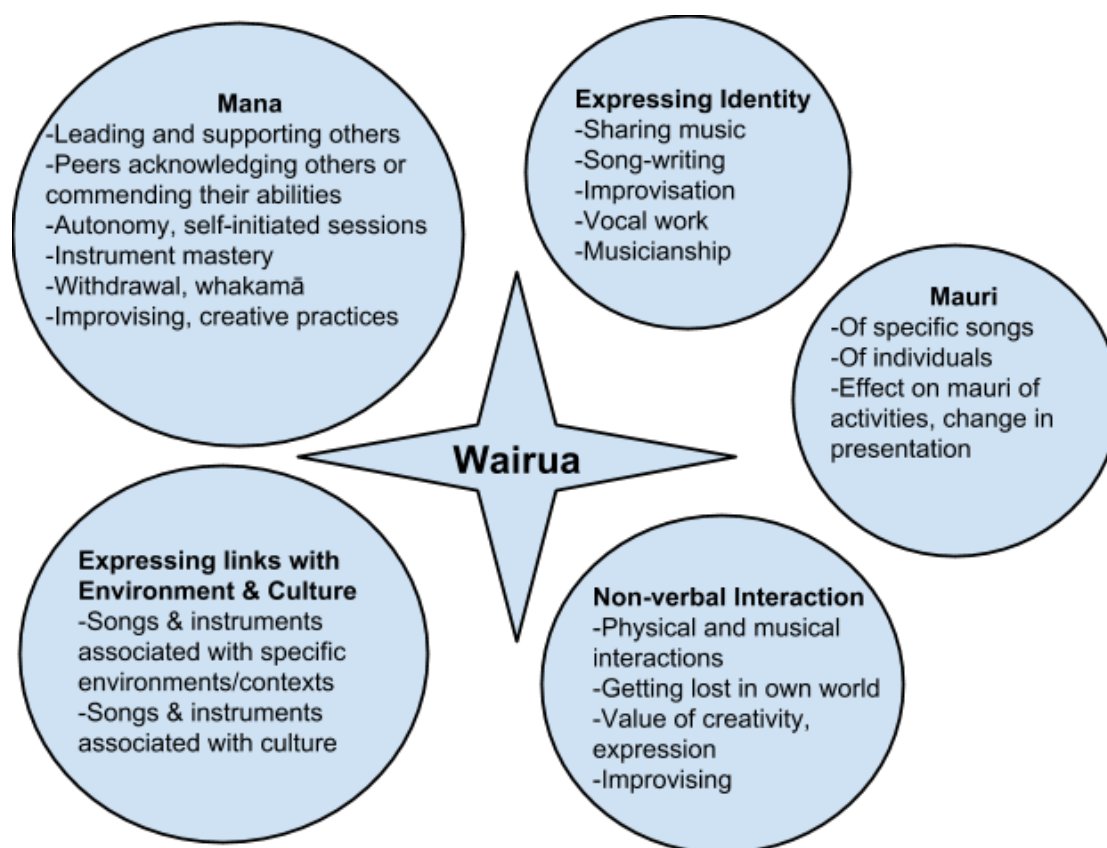 Mana
-Leading and supporting others
-Peers acknowledging others or
commending their abilities
-Autonomy, self-initiated sessions
-Instrument mastery
-Withdrawal, whakamā
-Improvising, creative practices
Expressing Identity
-Sharing music
-Song-writing
-Improvisation
-Vocal work
-Musicianship
Mauri
-Of specific songs
-Of individuals
-Effect on mauri of
activities, change in
presentation
Wairua
Expressing links with
Environment & Culture
-Songs & instruments
associated with specific
environments/contexts
-Songs & instruments
associated with culture
Non-verbal Interaction
-Physical and musical
interactions
-Getting lost in own world
-Value of creativity,
expression
-Improvising